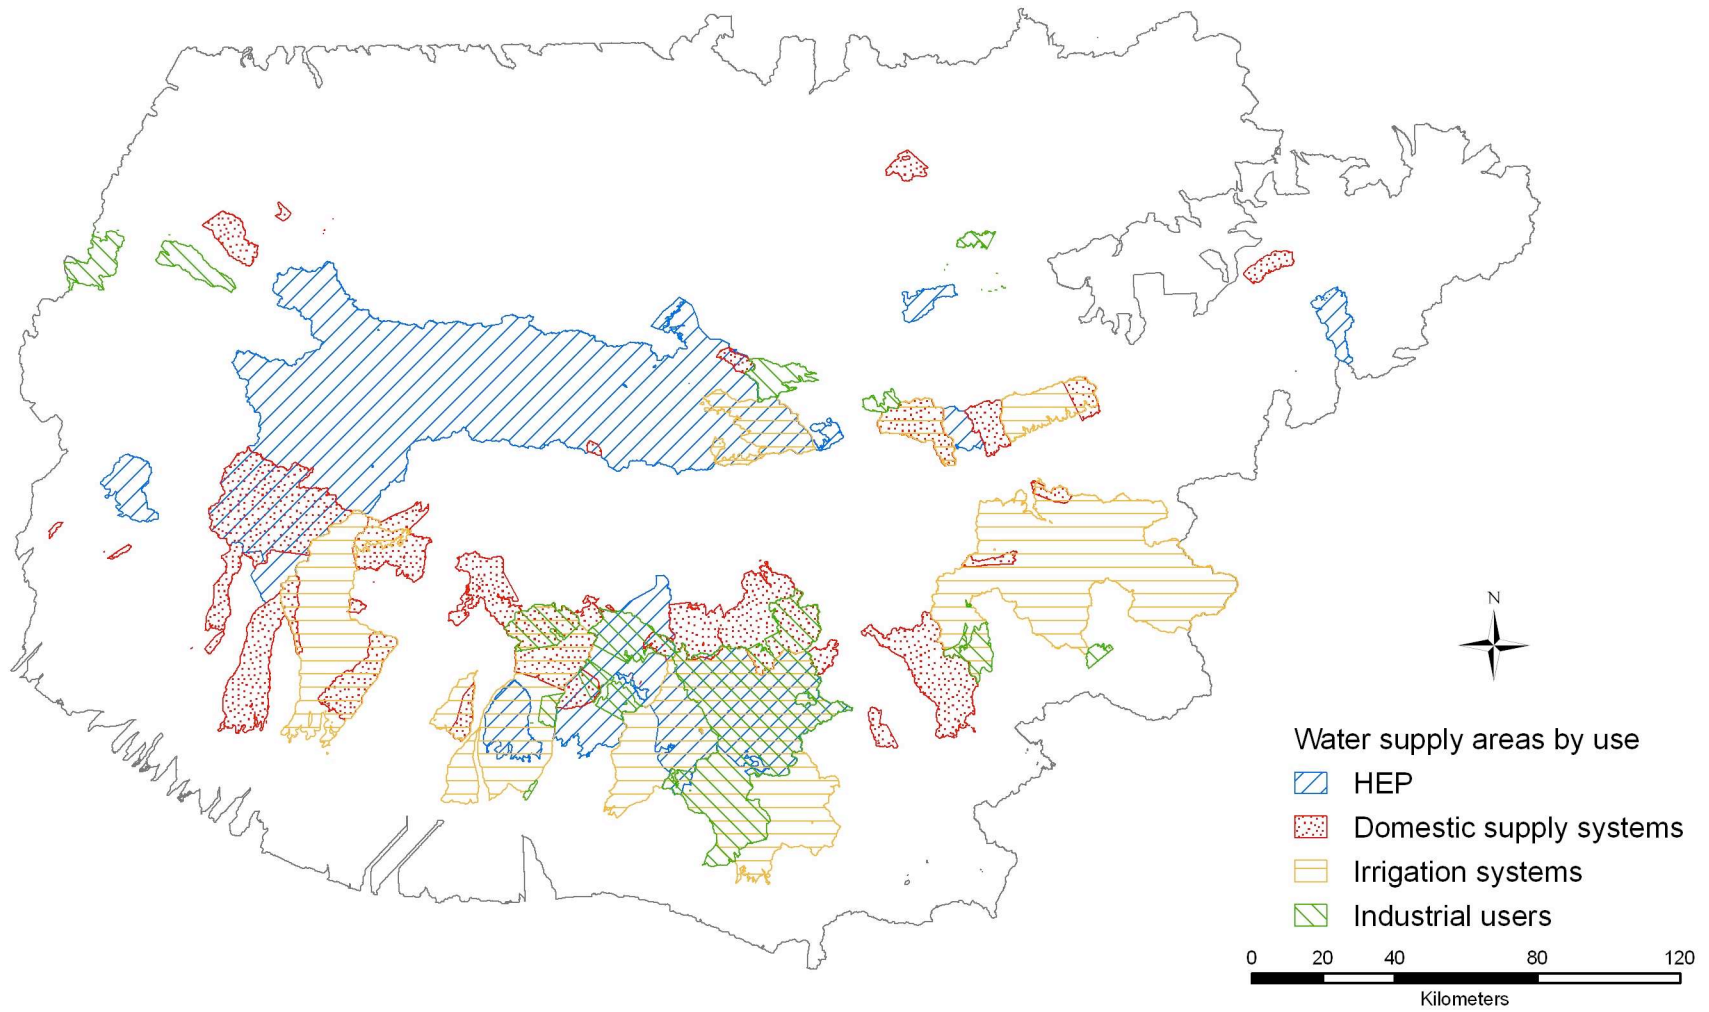 N
Water supply areas by use
HEP
Domestic supply systems
Irrigation systems
Industrial users
0 20 40 80 120
Kilometers